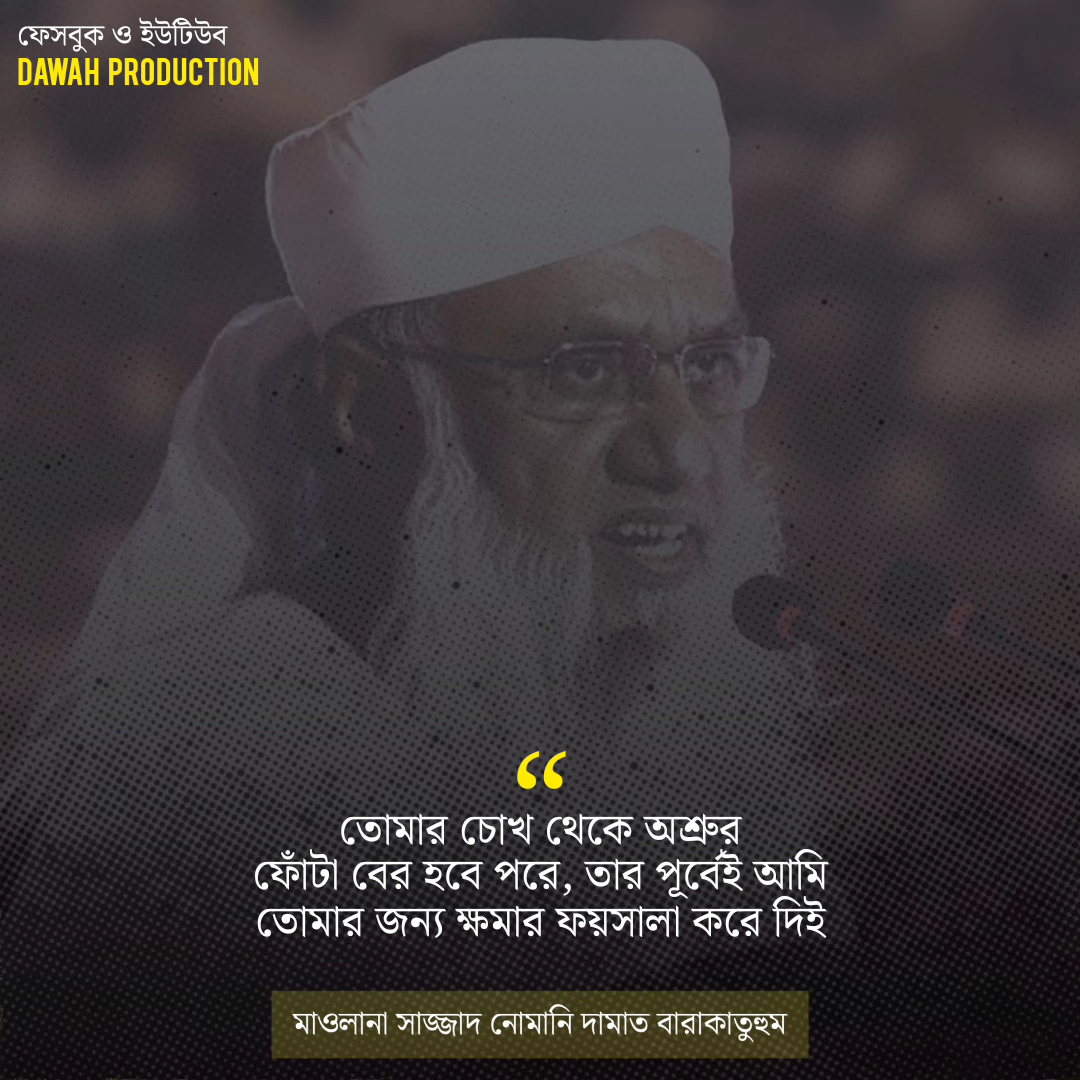 ফেসবুক ও ইউটিউব
DAWAH PRODUCTION
“
তোমার চোখ থেকে অশ্রুর
ফোঁটা বের হবে পরে, তার পূর্বেই আমি
তোমার জন্য ক্ষমার ফয়সালা করে দিই
মাওলানা সাজ্জাদ নোমানি দামাত বারাকাতুহুম